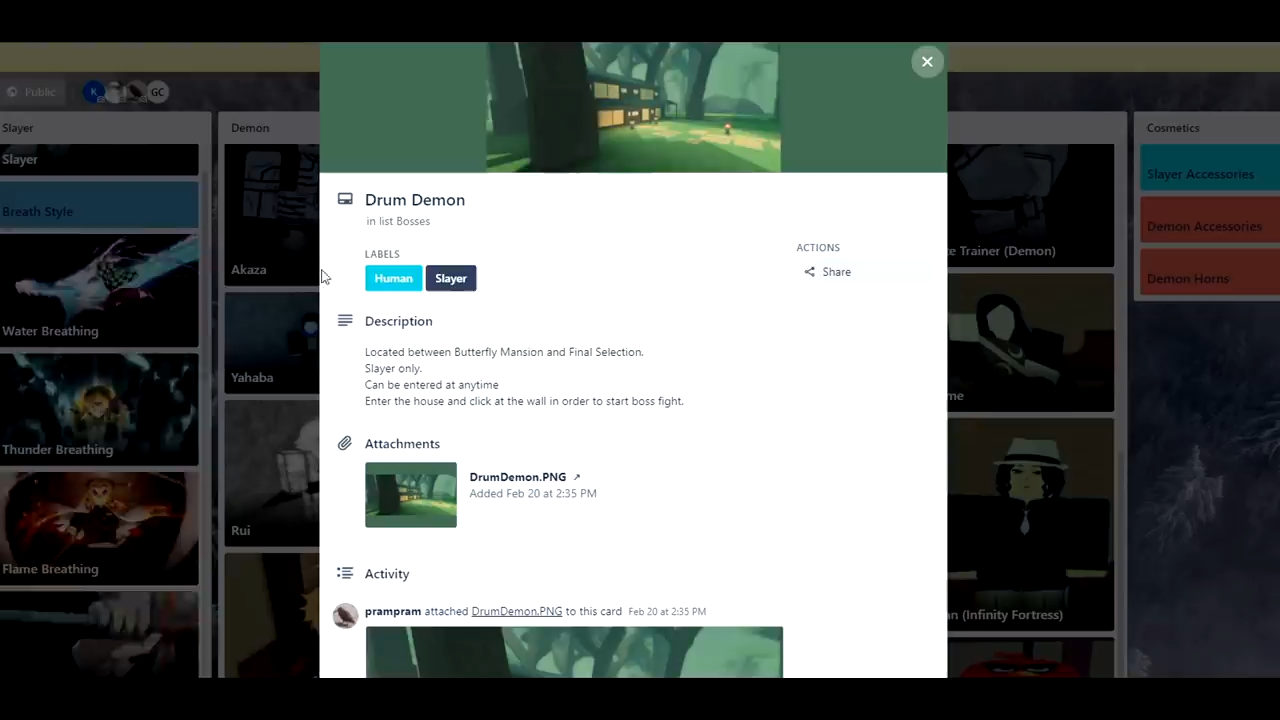 Public
GC
K
Slayer
Slayer
Breath Style
Water Breathing
Thunder Breathing
Flame Breathing
Demon
Akaza
Yahaba
Rui
Drum Demon
in list Bosses
LABELS
Human
Slayer
ACTIONS
Share
Description
Located between Butterfly Mansion and Final Selection.
Slayer only.
Can be entered at anytime
Enter the house and click at the wall in order to start boss fight.
Attachments
DrumDemon.PNG ↗
Added Feb 20 at 2:35 PM
Activity
prampram attached DrumDemon.PNG to this card Feb 20 at 2:35 PM
Trainer (Demon)
(Infinity Fortress)
Cosmetics
Slayer Accessories
Demon Accessories
Demon Horns